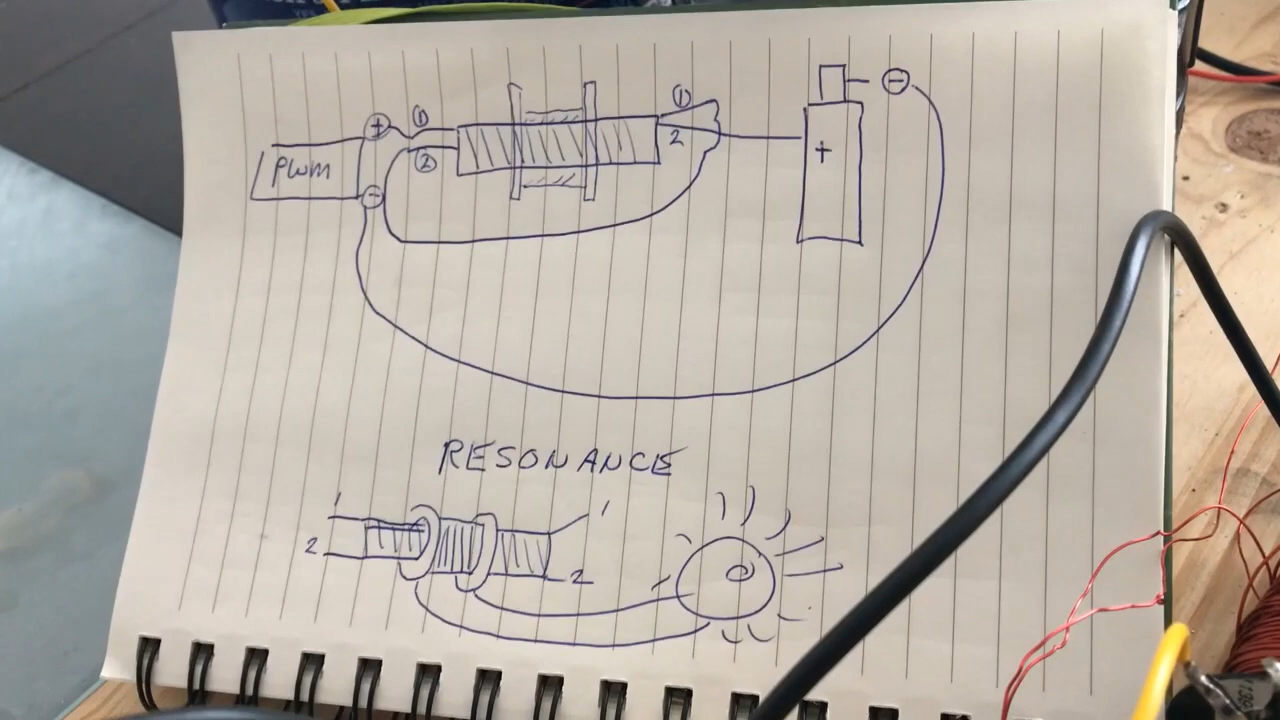 PWM + ① ① −
② 2 +
−
RESONANCE
1 1
2 2